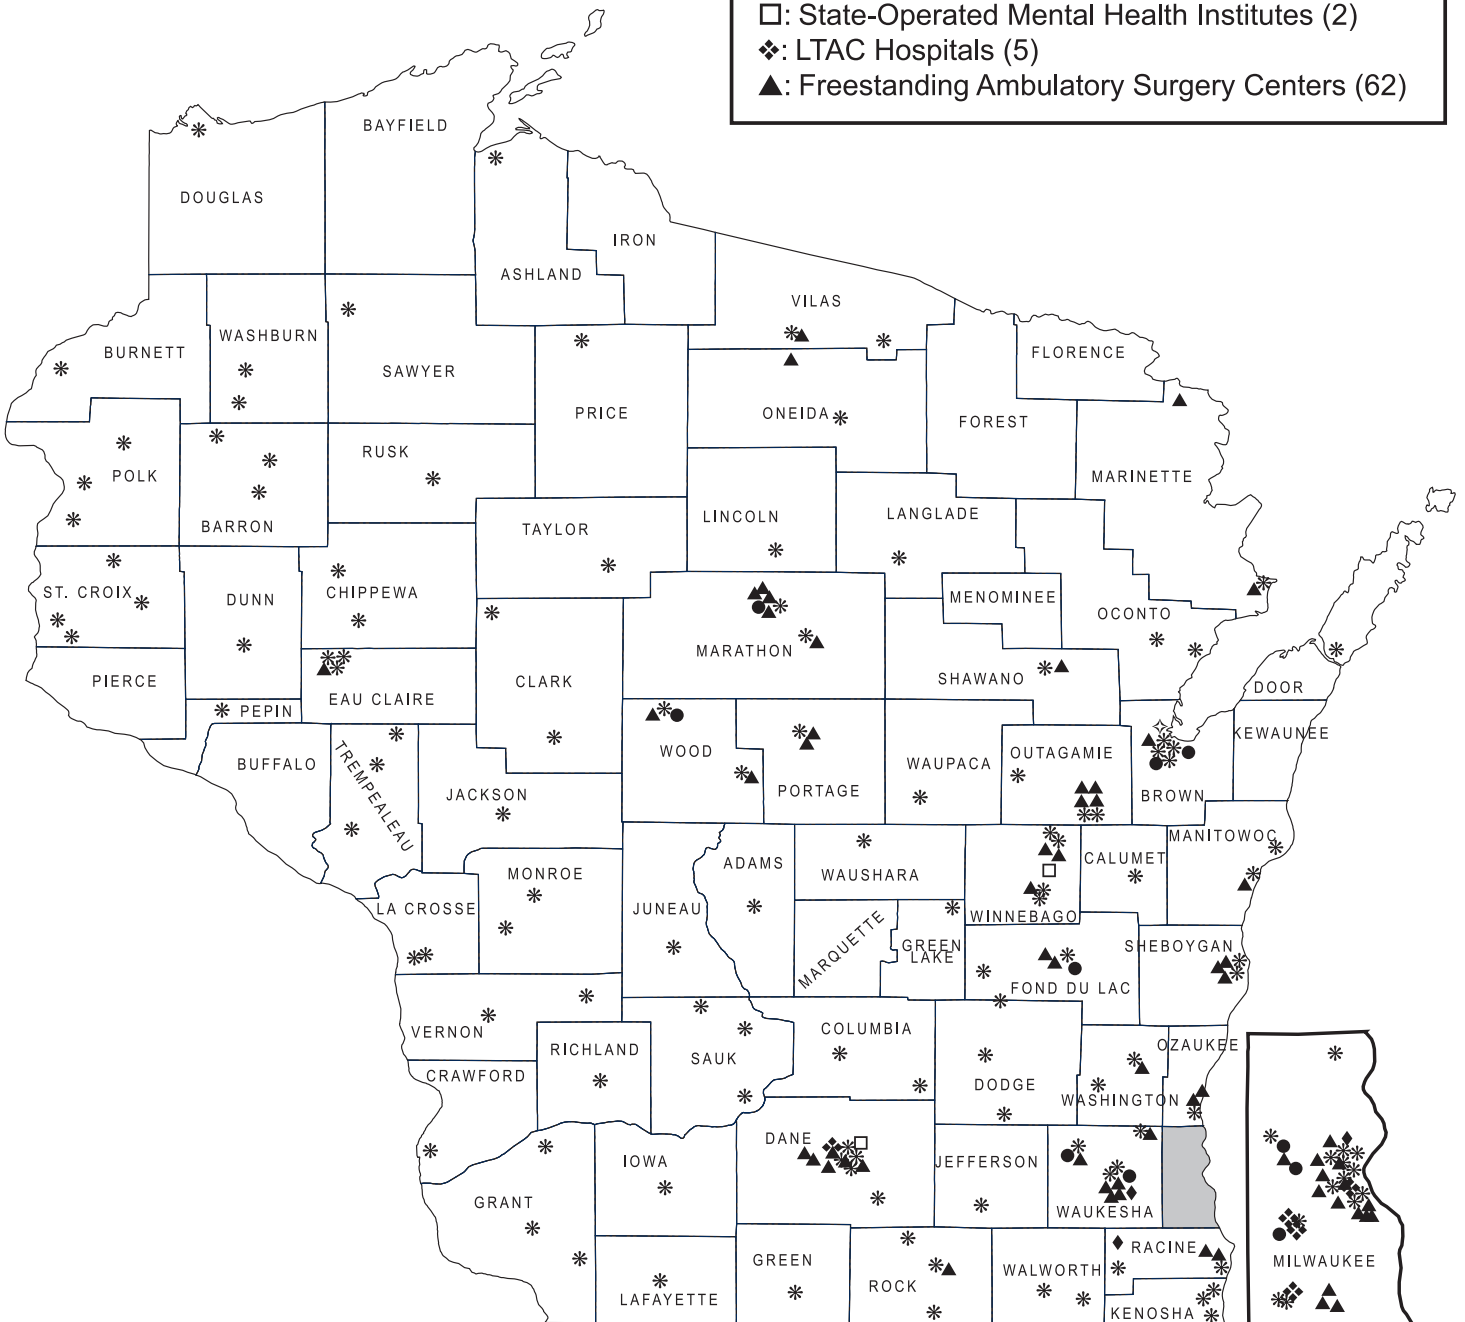 □: State-Operated Mental Health Institutes (2)
❖: LTAC Hospitals (5)
▲: Freestanding Ambulatory Surgery Centers (62)
BAYFIELD
DOUGLAS
IRON
ASHLAND
VILAS
WASHBURN
BURNETT
FLORENCE
SAWYER
PRICE
ONEIDA
FOREST
RUSK
POLK
MARINETTE
LINCOLN
LANGLADE
BARRON
TAYLOR
ST. CROIX
CHIPPEWA
DUNN
MENOMINEE
OCONTO
MARATHON
PIERCE
CLARK
SHAWANO
DOOR
EAU CLAIRE
PEPIN
KEWAUNEE
WOOD
OUTAGAMIE
BUFFALO
TREMPEALEAU
WAUPACA
PORTAGE
JACKSON
BROWN
MANITOWOC
CALUMET
ADAMS
MONROE
WAUSHARA
LA CROSSE
JUNEAU
WINNEBAGO
MARQUETTE
GREEN
LAKE
SHEBOYGAN
FOND DU LAC
VERNON
COLUMBIA
RICHLAND
SAUK
OZAUKEE
CRAWFORD
DODGE
WASHINGTON
DANE
IOWA
JEFFERSON
GRANT
WAUKESHA
RACINE
GREEN
MILWAUKEE
WALWORTH
ROCK
LAFAYETTE
KENOSHA